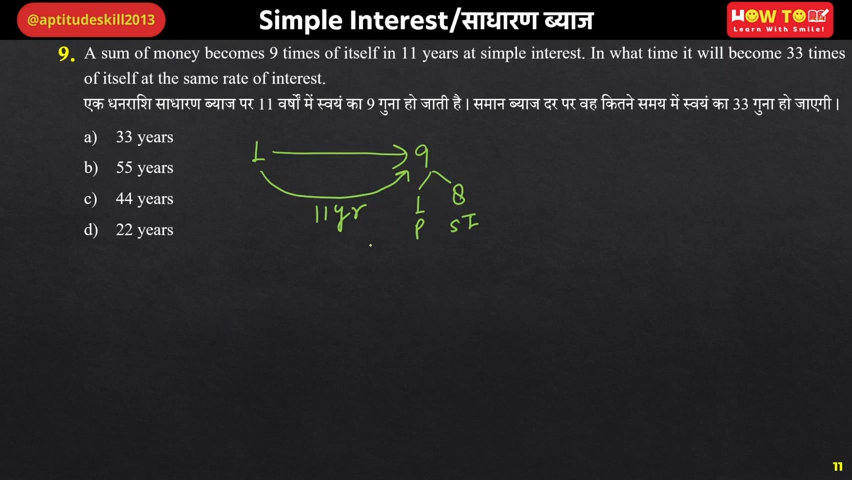 @aptitudeskill2013
Simple Interest/साधारण ब्याज
HOW TO
Learn With Smile!
9. A sum of money becomes 9 times of itself in 11 years at simple interest. In what time it will become 33 times
of itself at the same rate of interest.
एक धनराशि साधारण ब्याज पर 11 वर्षों में स्वयं का 9 गुना हो जाती है। समान ब्याज दर पर वह कितने समय में स्वयं का 33 गुना हो जाएगी।
a) 33 years
b) 55 years
c) 44 years
d) 22 years
1 9
11yr
1 8
P SI
11